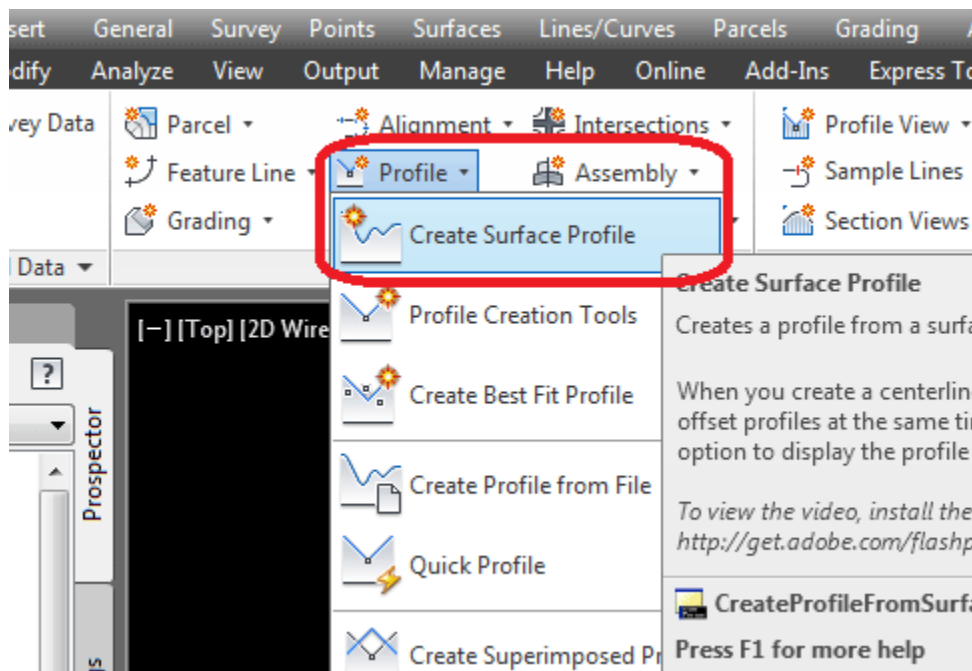 sert General Survey Points Surfaces Lines/Curves Parcels Grading
odify Analyze View Output Manage Help Online Add-Ins Express To
vey Data Parcel Alignment Intersections Profile View
Feature Line Profile Assembly Sample Lines
Grading Section Views
Data
Create Surface Profile
Create Surface Profile
Creates a profile from a surfa
When you create a centerlin
offset profiles at the same ti
option to display the profile
To view the video, install the
http://get.adobe.com/flashp
CreateProfileFromSurfa
Press F1 for more help
[−] [Top] [2D Wire
Profile Creation Tools
Create Best Fit Profile
Create Profile from File
Quick Profile
Create Superimposed Pr
?
Prospector